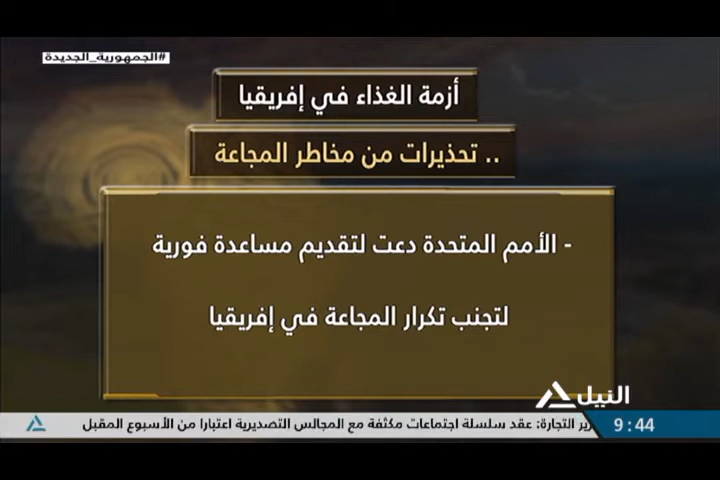 #الجمهورية_الجديدة
أزمة الغذاء في إفريقيا
.. تحذيرات من مخاطر المجاعة
- الأمم المتحدة دعت لتقديم مساعدة فورية
لتجنب تكرار المجاعة في إفريقيا
النيل
التجارة: عقد سلسلة اجتماعات مكثفة مع المجالس التصديرية اعتبارا من الأسبوع المقبل
9:44